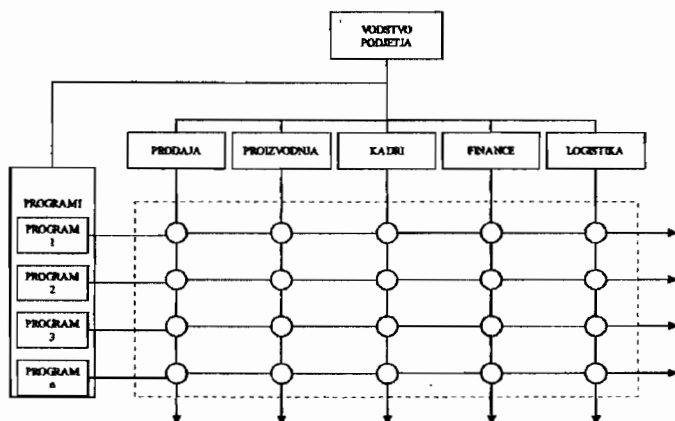 VODSTVO
PODJETJA
PRODAJA
PROIZVODNJA
KADRI
FINANCE
LOGISTIKA
PROGRAMI
PROGRAM
1
PROGRAM
2
PROGRAM
3
PROGRAM
n